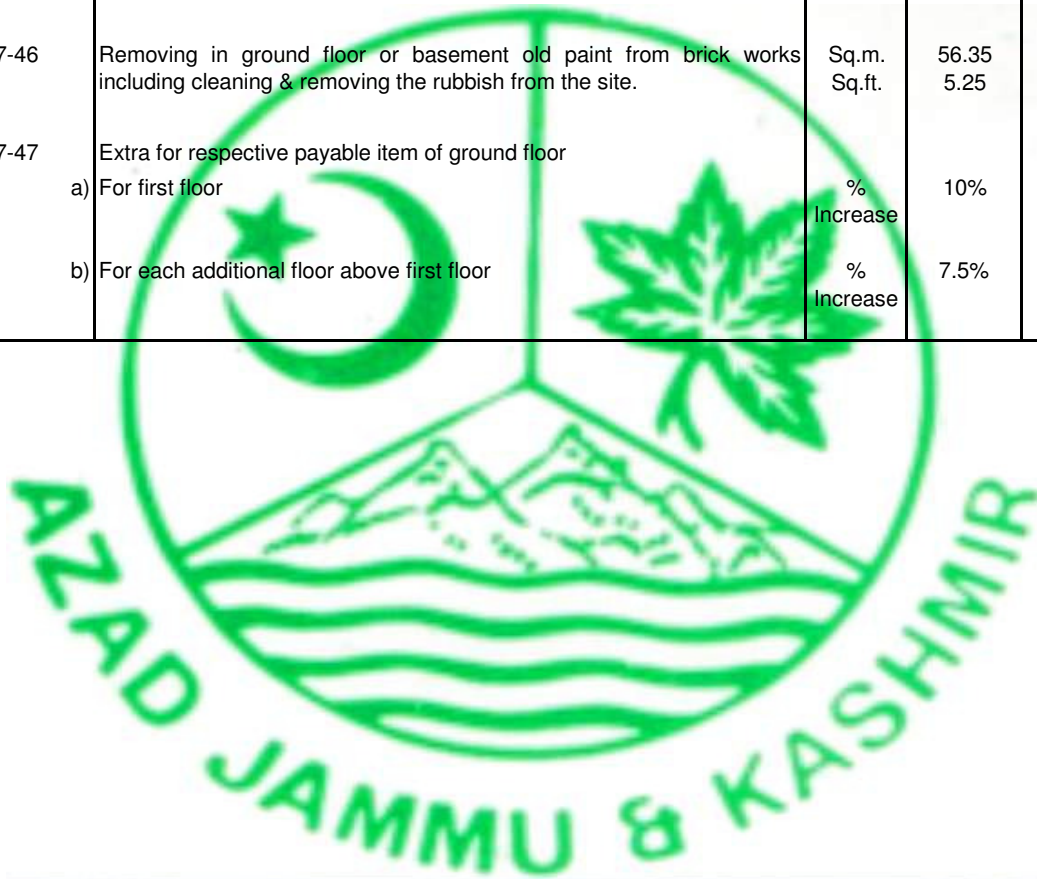 7-46 Removing in ground floor or basement old paint from brick works Sq.m. 56.35
including cleaning & removing the rubbish from the site. Sq.ft. 5.25
7-47 Extra for respective payable item of ground floor
a) For first floor % 10%
Increase
b) For each additional floor above first floor % 7.5%
Increase
AZAD JAMMU & KASHMIR